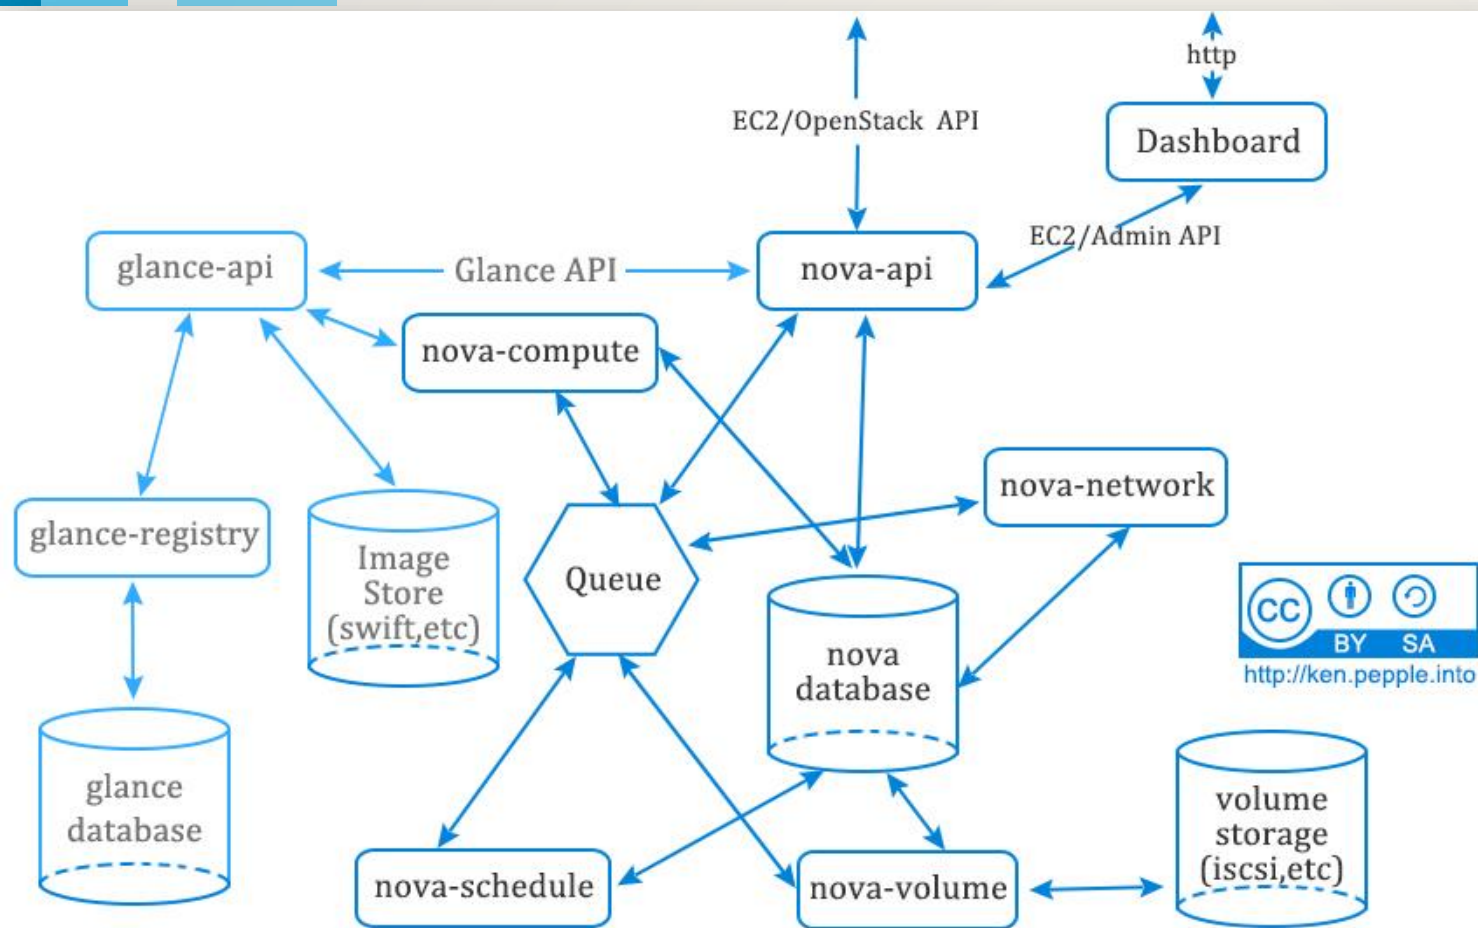 http
EC2/OpenStack API
Dashboard
EC2/Admin API
glance-api
Glance API
nova-api
nova-compute
nova-network
glance-registry
Image
Store
(swift,etc)
Queue
nova
database
CC
BY SA
http://ken.pepple.into
glance
database
volume
storage
(iscsi,etc)
nova-schedule
nova-volume